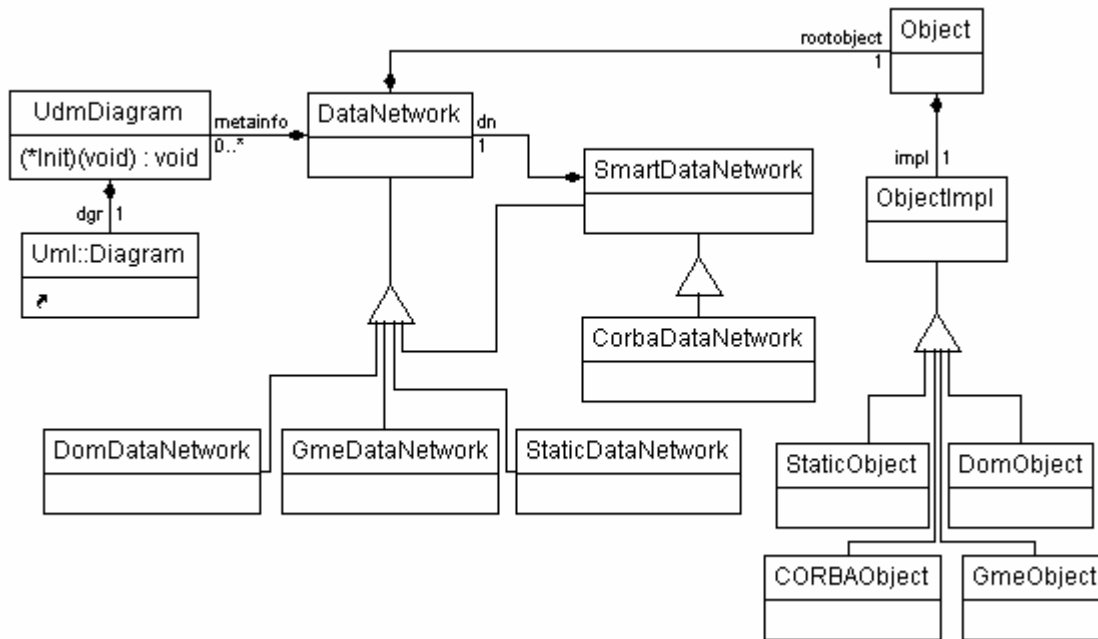 Object
rootobject
1
UdmDiagram
(*Init)(void) : void
metainfo
0..*
DataNetwork
dn
1
SmartDataNetwork
impl
1
ObjectImpl
dgr
1
Uml::Diagram
CorbaDataNetwork
DomDataNetwork
GmeDataNetwork
StaticDataNetwork
StaticObject
DomObject
CORBAObject
GmeObject